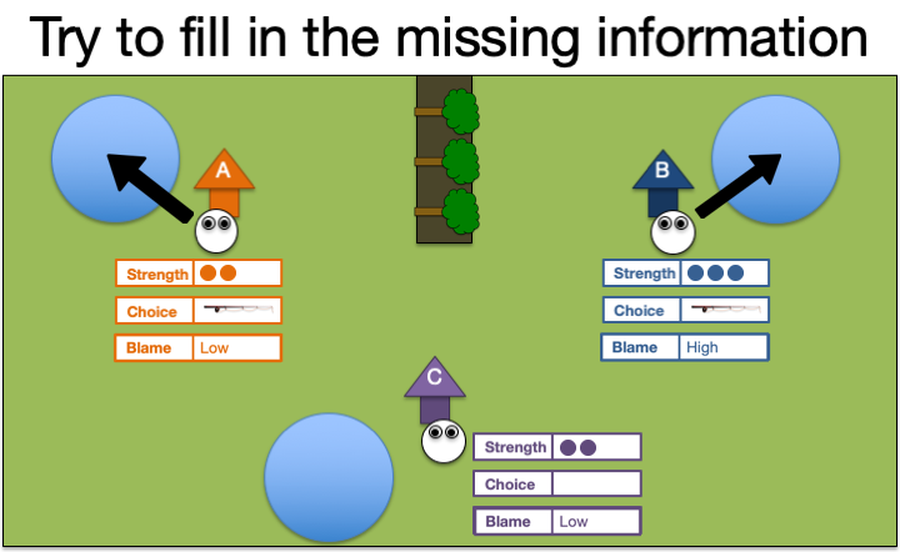 Try to fill in the missing information
A
B
Strength
Choice
Blame Low
Strength
Choice
Blame High
C
Strength
Choice
Blame Low